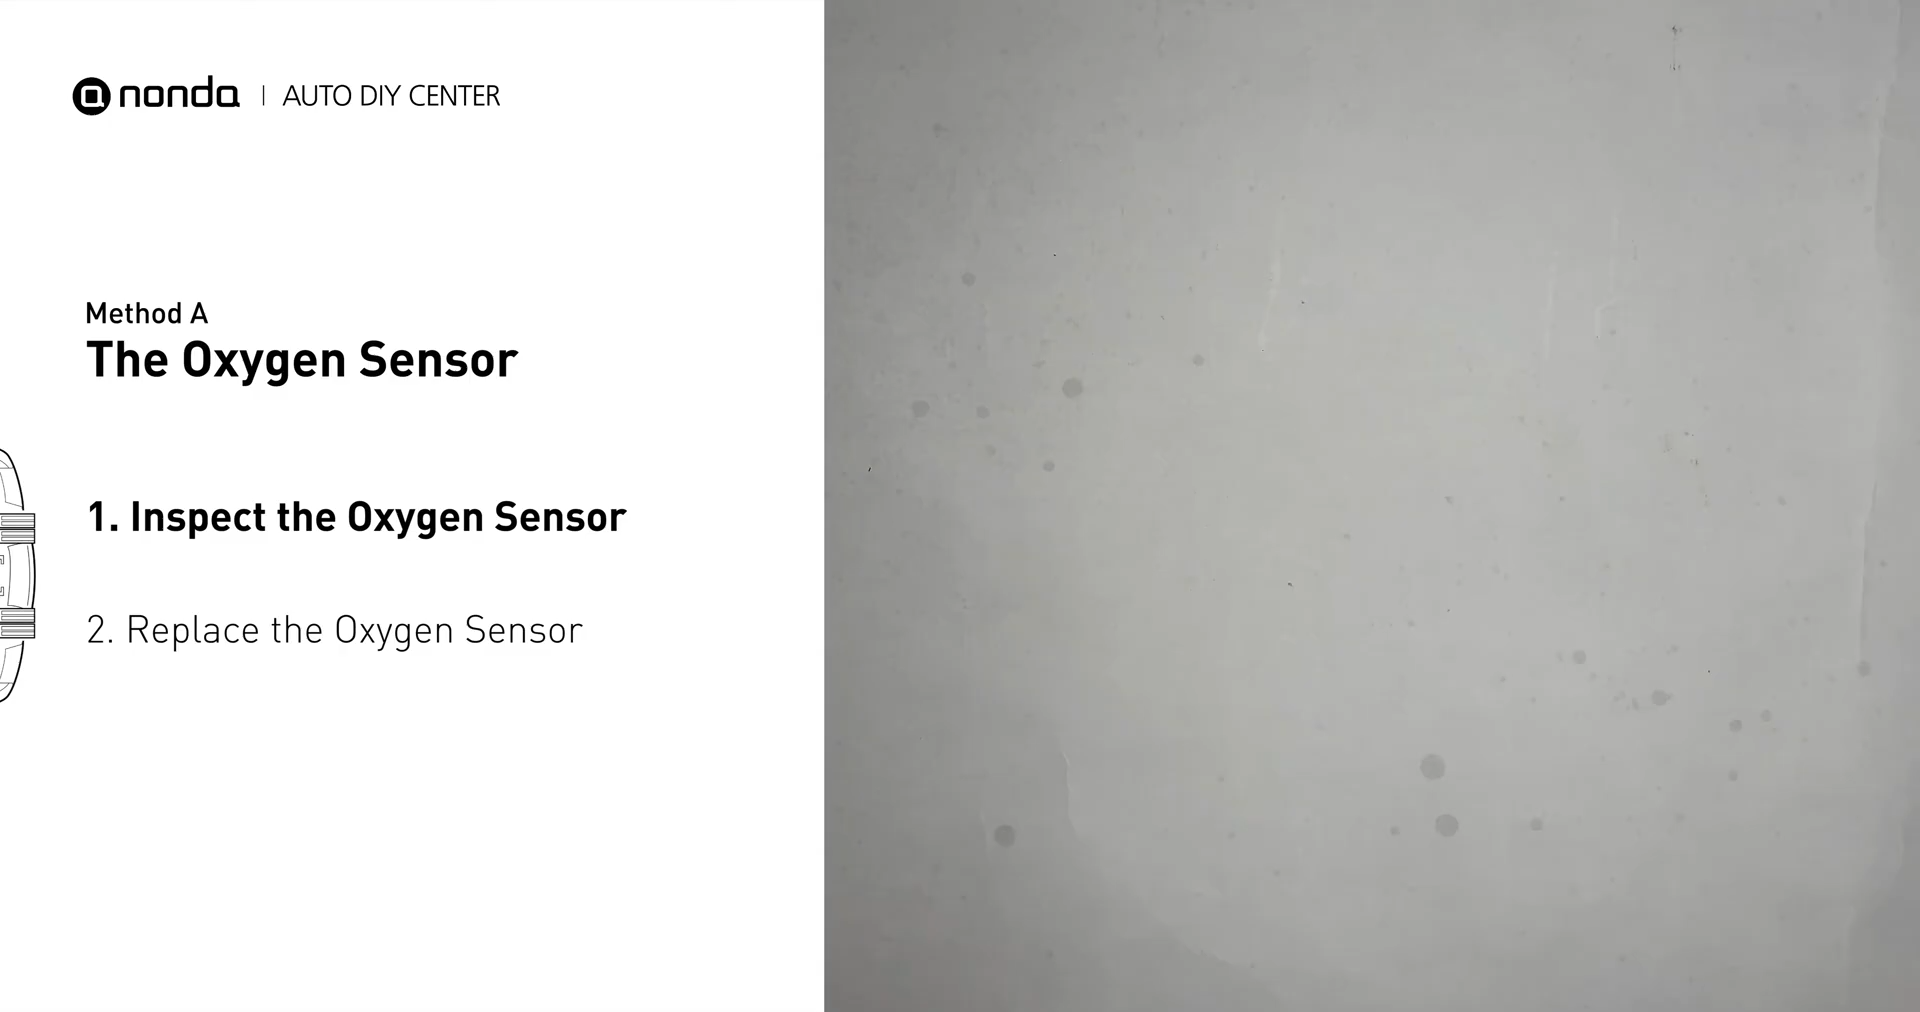 nonda | AUTO DIY CENTER
Method A
The Oxygen Sensor
1. Inspect the Oxygen Sensor
2. Replace the Oxygen Sensor